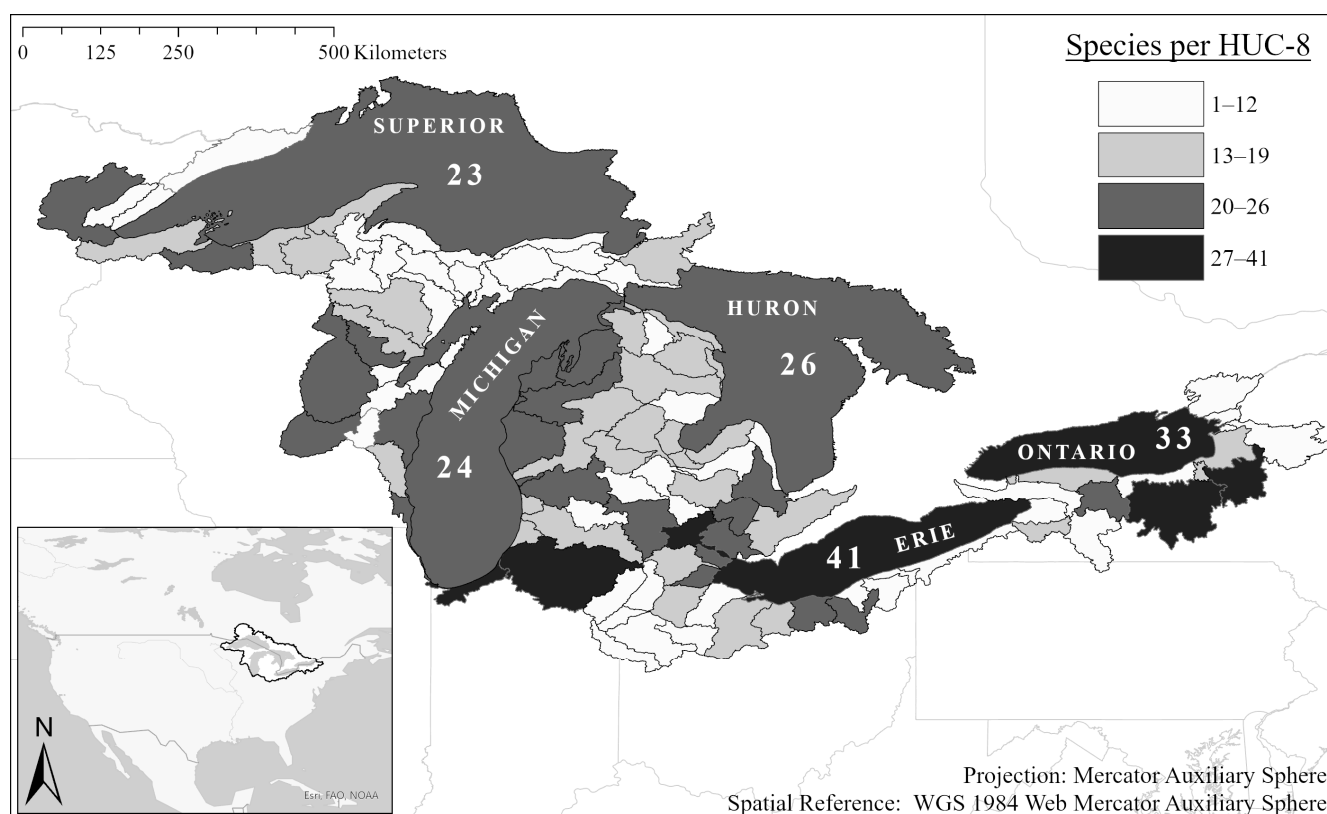 0 125 250 500 Kilometers
Species per HUC-8
1–12
13–19
20–26
27–41
SUPERIOR
23
HURON
26
MICHIGAN
24
ONTARIO 33
ERIE
41
N
Esri, FAO, NOAA
Projection: Mercator Auxiliary Sphere
Spatial Reference: WGS 1984 Web Mercator Auxiliary Sphere